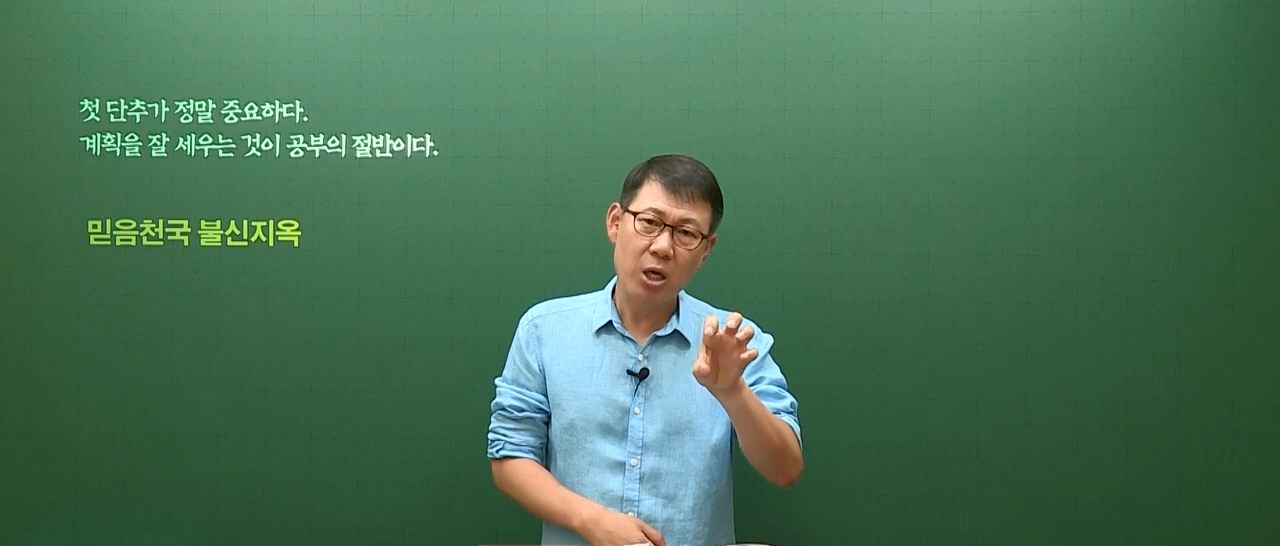 첫 단추가 정말 중요하다.
계획을 잘 세우는 것이 공부의 절반이다.
믿음천국 불신지옥